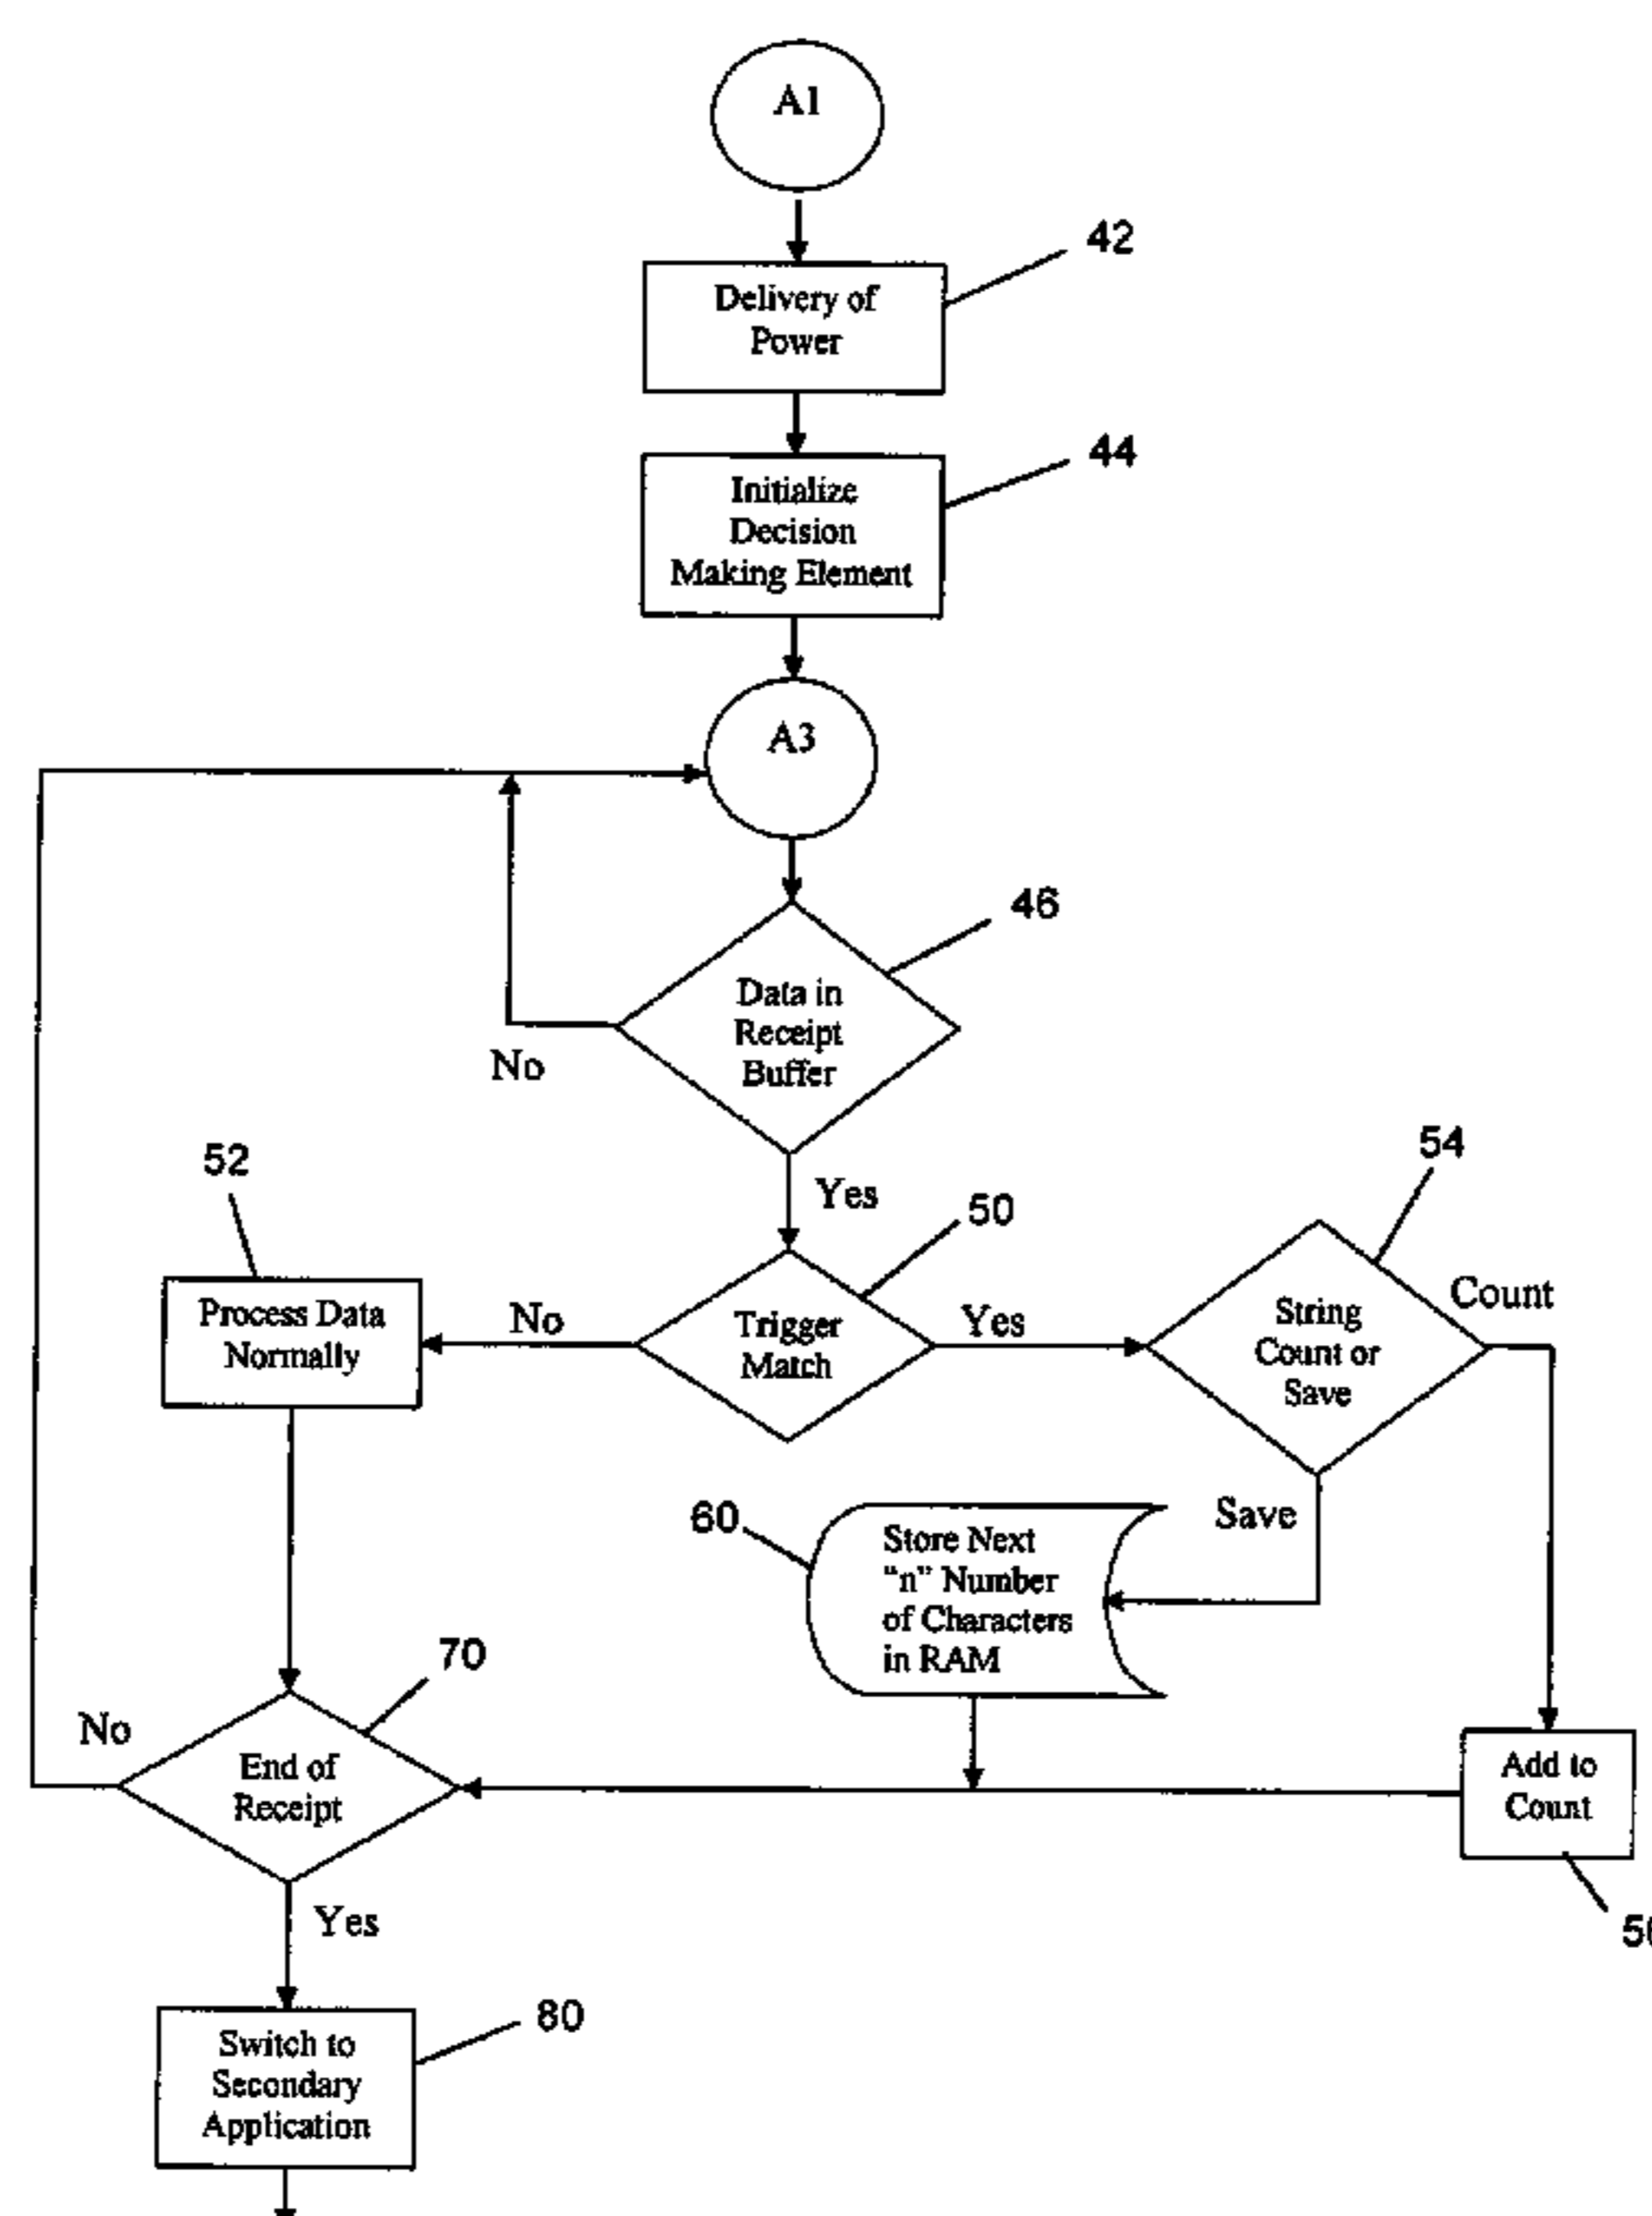 A1
42
Delivery of
Power
44
Initialize
Decision
Making Element
A3
46
Data in
Receipt
Buffer
No
Yes
52
50
54
Process Data
Normally
No
Trigger
Match
Yes
String
Count or
Save
Count
60
Store Next
"n" Number
of Characters
in RAM
Save
70
No
End of
Receipt
Add to
Count
Yes
80
Switch to
Secondary
Application